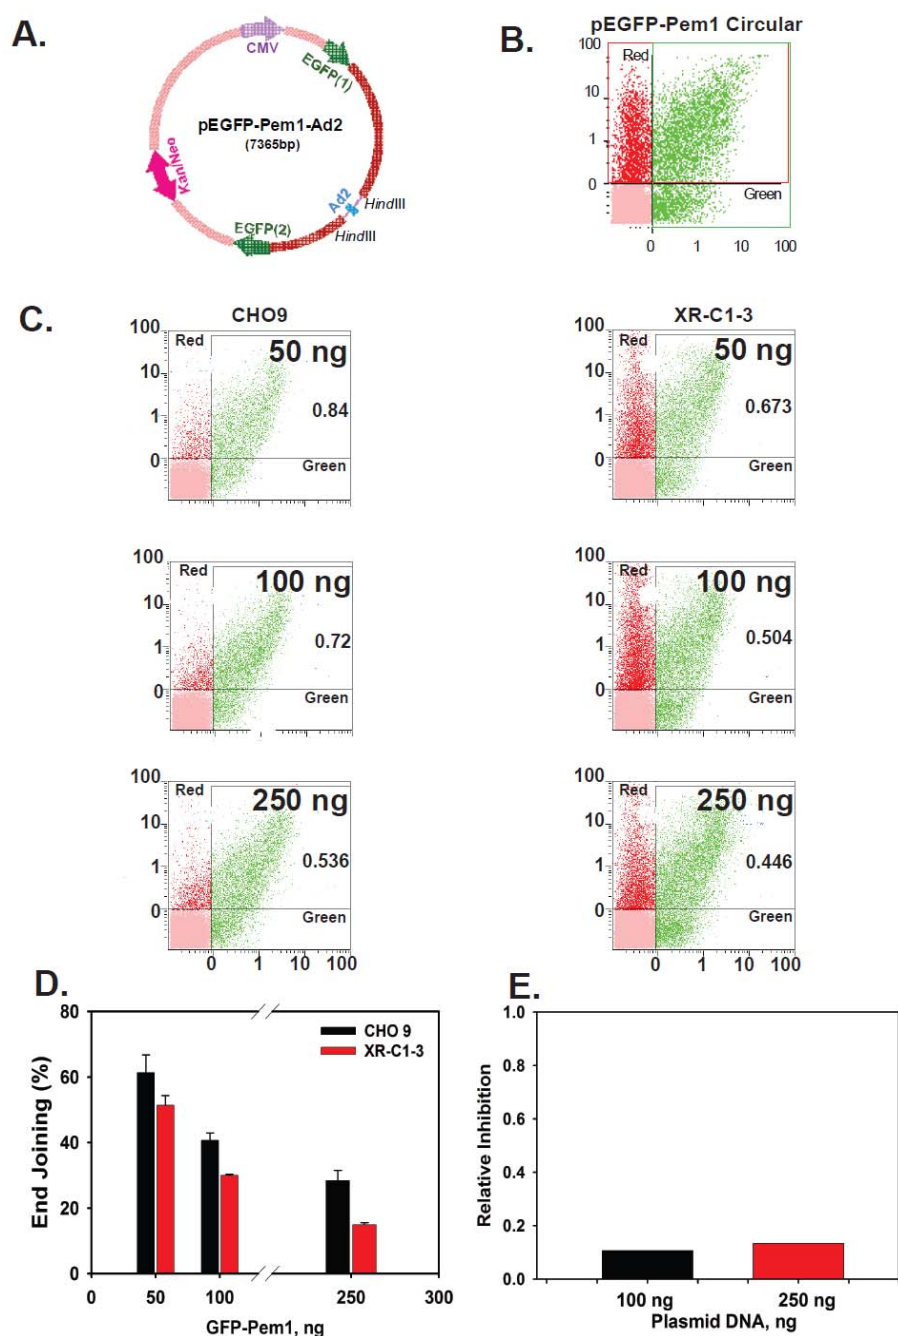 A.
CMV
EGFP(1)
pEGFP-Pem1-Ad2
(7365bp)
Kan/Neo
Ad2
HindIII
HindIII
EGFP(2)
B.
pEGFP-Pem1 Circular
100
Red
10
1
0
Green
0 1 10 100
C.
CHO9
100
Red
50 ng
10
0.84
1
0
Green
100
Red
100 ng
10
0.72
1
0
Green
100
Red
250 ng
10
0.536
1
0
Green
0 1 10 100
XR-C1-3
100
Red
50 ng
10
0.673
1
0
Green
100
Red
100 ng
10
0.504
1
0
Green
100
Red
250 ng
10
0.446
1
0
Green
0 1 10 100
D.
80
60
40
20
0
End Joining (%)
CHO 9
XR-C1-3
0 50 100 250 300
GFP-Pem1, ng
E.
1.0
0.8
0.6
0.4
0.2
0.0
Relative Inhibition
100 ng 250 ng
Plasmid DNA, ng